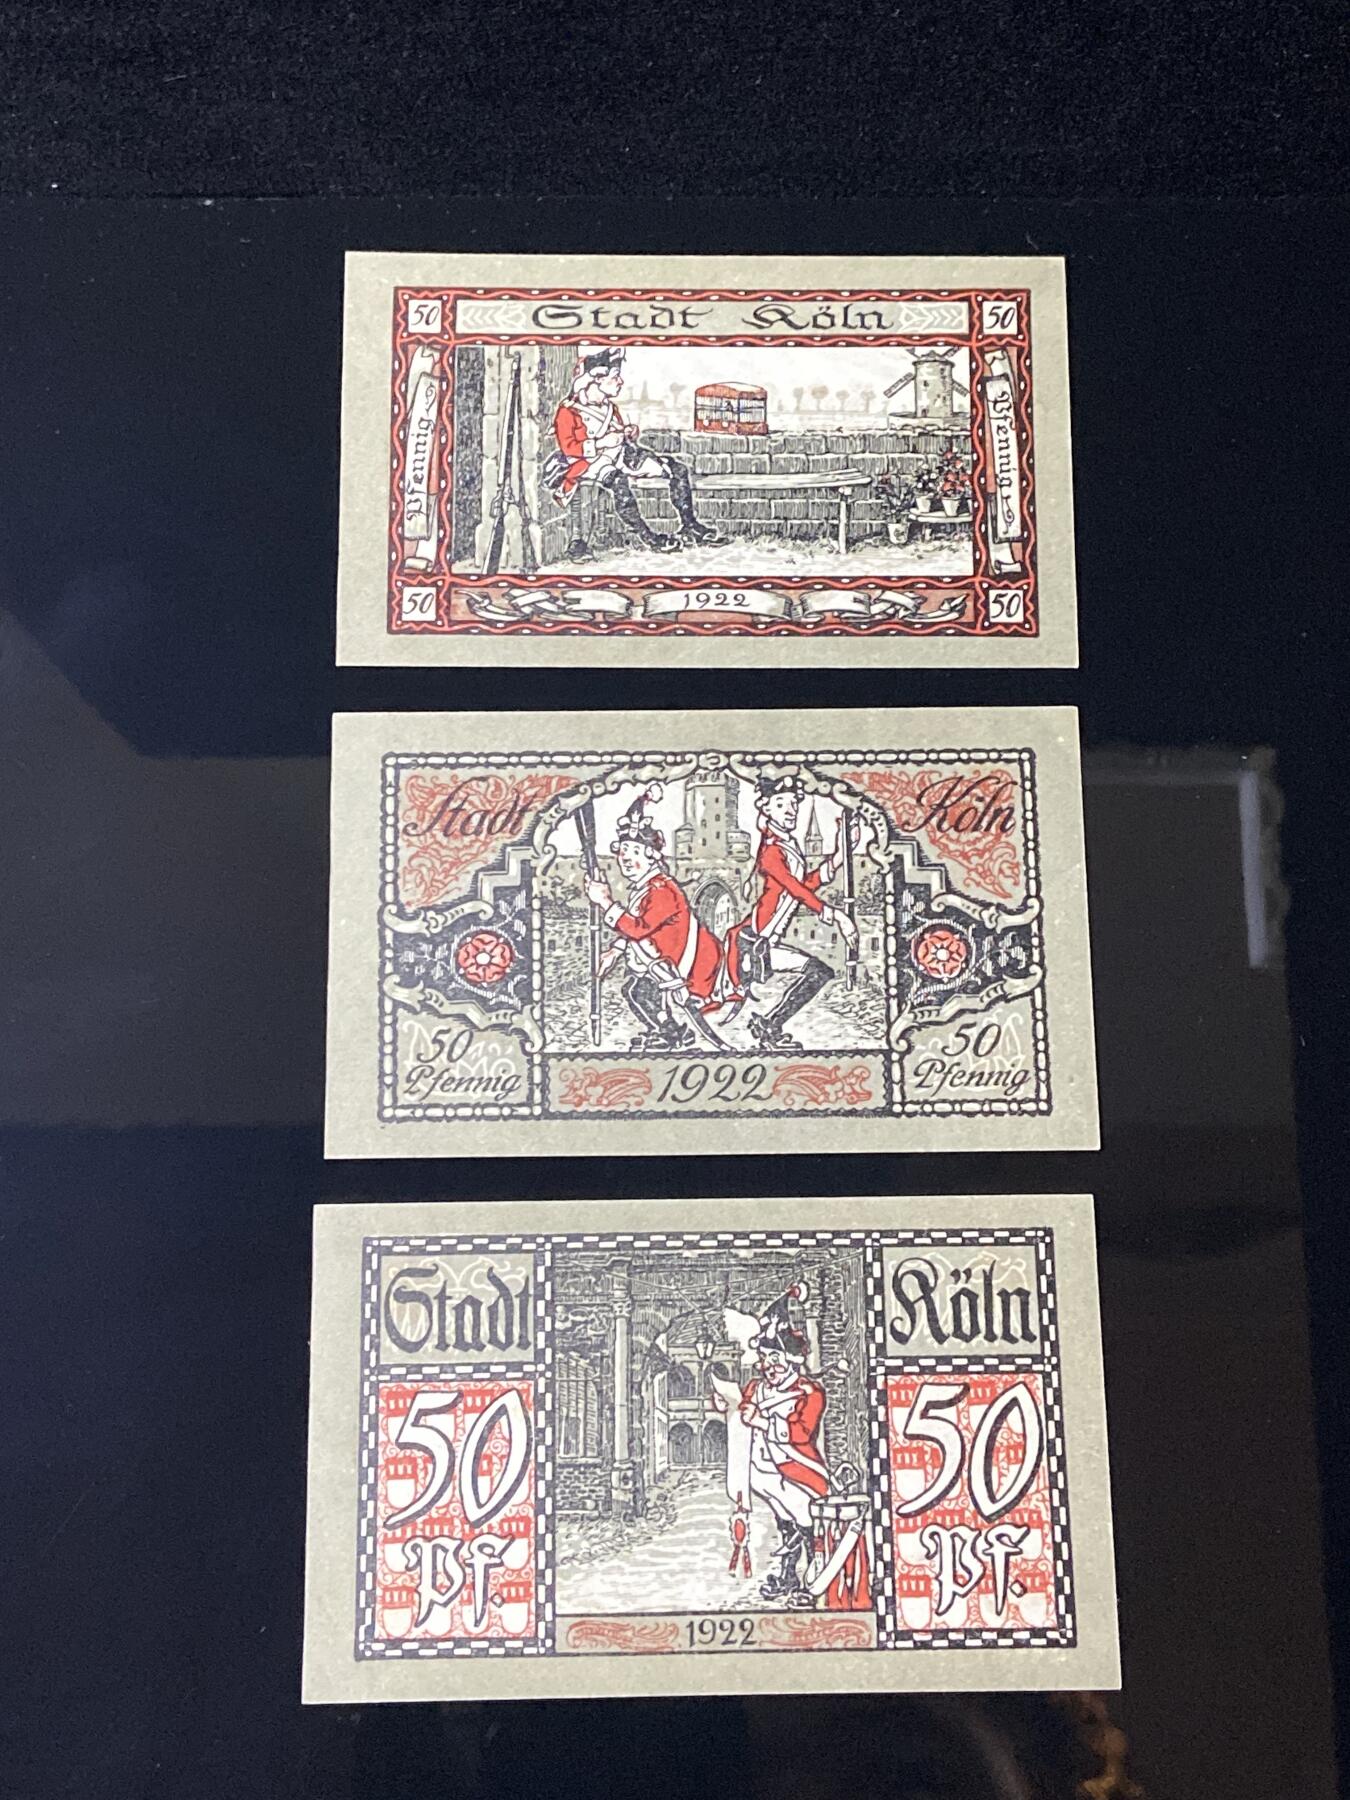 50 Stadt Köln 50
Pfennig Pfennig
50 1922 50
Stadt Köln
50 50
Pfennig 1922 Pfennig
Stadt Köln
50 50
Pf. Pf.
1922